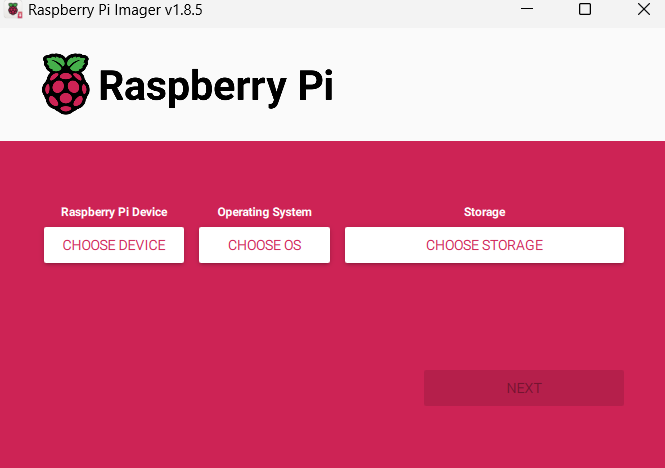 Raspberry Pi Imager v1.8.5
Raspberry Pi
Raspberry Pi Device
Operating System
Storage
CHOOSE DEVICE
CHOOSE OS
CHOOSE STORAGE
NEXT